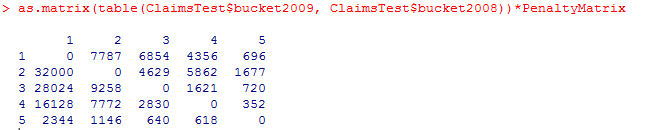 > as.matrix(table(ClaimsTest$bucket2009, ClaimsTest$bucket2008))*PenaltyMatrix
1 2 3 4 5
1 0 7787 6854 4356 696
2 32000 0 4629 5862 1677
3 28024 9258 0 1621 720
4 16128 7772 2830 0 352
5 2344 1146 640 618 0